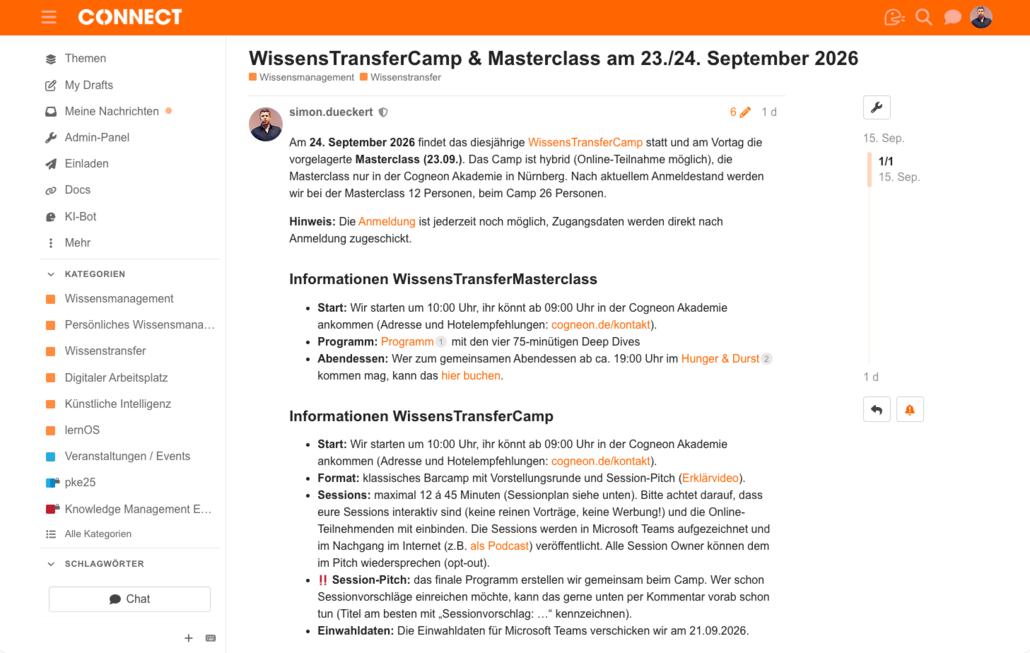 CONNECT
Themen
My Drafts
Meine Nachrichten
Admin-Panel
Einladen
Docs
KI-Bot
Mehr
KATEGORIEN
Wissensmanagement
Persönliches Wissensmana…
Wissenstransfer
Digitaler Arbeitsplatz
Künstliche Intelligenz
lernOS
Veranstaltungen / Events
pke25
Knowledge Management E…
Alle Kategorien
SCHLAGWÖRTER
Chat
WissensTransferCamp & Masterclass am 23./24. September 2026
Wissensmanagement Wissenstransfer
simon.dueckert 6 1 d
Am 24. September 2026 findet das diesjährige WissensTransferCamp statt und am Vortag die
vorgelagerte Masterclass (23.09.). Das Camp ist hybrid (Online-Teilnahme möglich), die
Masterclass nur in der Cogneon Akademie in Nürnberg. Nach aktuellem Anmeldestand werden
wir bei der Masterclass 12 Personen, beim Camp 26 Personen.
Hinweis: Die Anmeldung ist jederzeit noch möglich, Zugangsdaten werden direkt nach
Anmeldung zugeschickt.
Informationen WissensTransferMasterclass
• Start: Wir starten um 10:00 Uhr, ihr könnt ab 09:00 Uhr in der Cogneon Akademie
ankommen (Adresse und Hotelempfehlungen: cogneon.de/kontakt).
• Programm: Programm 1 mit den vier 75-minütigen Deep Dives
• Abendessen: Wer zum gemeinsamen Abendessen ab ca. 19:00 Uhr im Hunger & Durst 2
kommen mag, kann das hier buchen.
Informationen WissensTransferCamp
• Start: Wir starten um 10:00 Uhr, ihr könnt ab 09:00 Uhr in der Cogneon Akademie
ankommen (Adresse und Hotelempfehlungen: cogneon.de/kontakt).
• Format: klassisches Barcamp mit Vorstellungsrunde und Session-Pitch (Erklärvideo).
• Sessions: maximal 12 á 45 Minuten (Sessionplan siehe unten). Bitte achtet darauf, dass
eure Sessions interaktiv sind (keine reinen Vorträge, keine Werbung!) und die Online-
Teilnehmenden mit einbinden. Die Sessions werden in Microsoft Teams aufgezeichnet und
im Nachgang im Internet (z.B. als Podcast) veröffentlicht. Alle Session Owner können dem
im Pitch wiedersprechen (opt-out).
• ‼ Session-Pitch: das finale Programm erstellen wir gemeinsam beim Camp. Wer schon
Sessionvorschläge einreichen möchte, kann das gerne unten per Kommentar vorab schon
tun (Titel am besten mit „Sessionvorschlag: …“ kennzeichnen).
• Einwahldaten: Die Einwahldaten für Microsoft Teams verschicken wir am 21.09.2026.
15. Sep.
1/1
15. Sep.
1 d